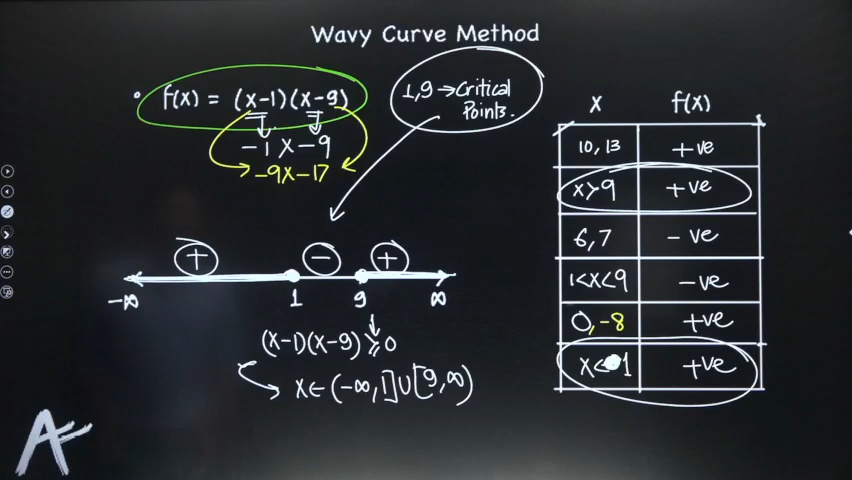 Wavy Curve Method
• f(x) = (x-1)(x-9)
-1 x -9
-9x-17
1,9 → Critical
Points.
x f(x)
10, 13 +ve
x>9 +ve
6,7 -ve
1<x<9 -ve
0,-8 +ve
x<1 +ve
+ - +
-∞ 1 9 ∞
(x-1)(x-9) ≥ 0
x ∈ (-∞,1]∪[9,∞)
A